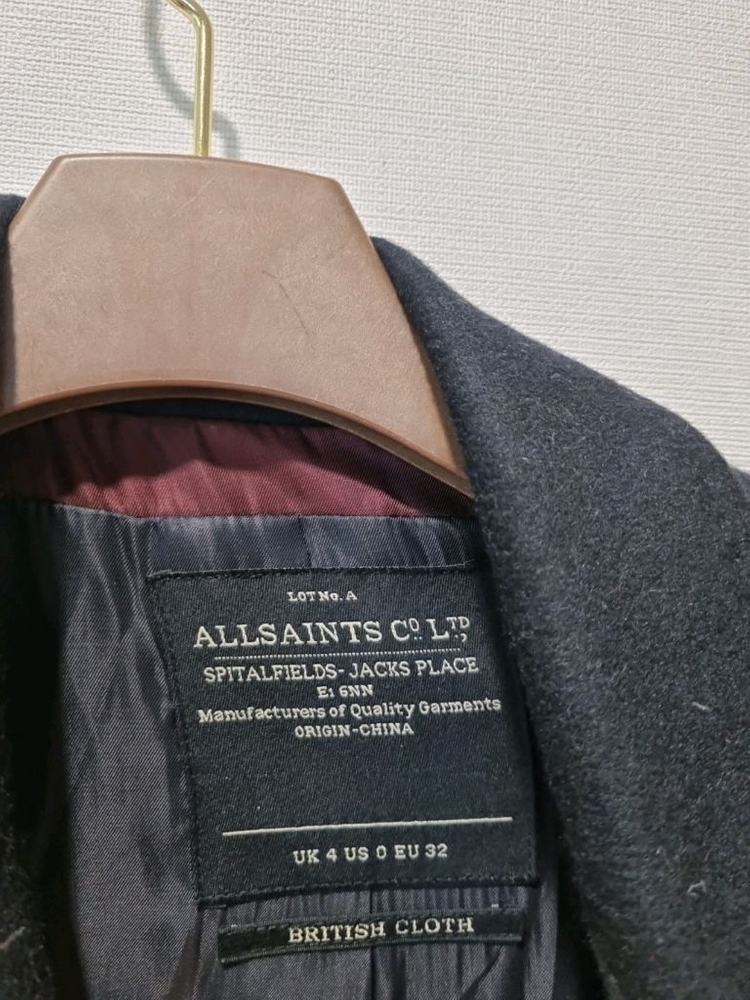 LOT No. A
ALLSAINTS Cº LTD,
SPITALFIELDS-JACKS PLACE
E1 6NN
Manufacturers of Quality Garments
ORIGIN-CHINA
UK 4 US 0 EU 32
BRITISH CLOTH